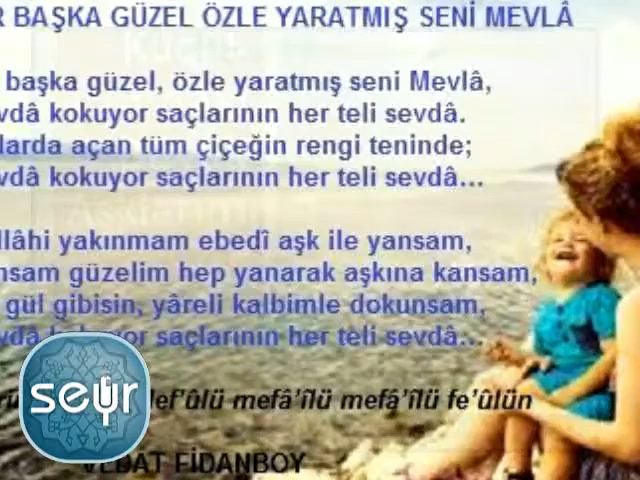 R BAŞKA GÜZEL ÖZLE YARATMIŞ SENİ MEVLÂ
başka güzel, özle yaratmış seni Mevlâ,
vdâ kokuyor saçlarının her teli sevdâ.
larda açan tüm çiçeğin rengi teninde;
vdâ kokuyor saçlarının her teli sevdâ...
llâhi yakınmam ebedî aşk ile yansam,
nsam güzelim hep yanarak aşkına kansam,
gül gibisin, yâreli kalbimle dokunsam,
vdâ kokuyor saçlarının her teli sevdâ...
lef'ûlü mefâ'îlü mefâ'îlü fe'ûlün
seyr
VEDAT FİDANBOY